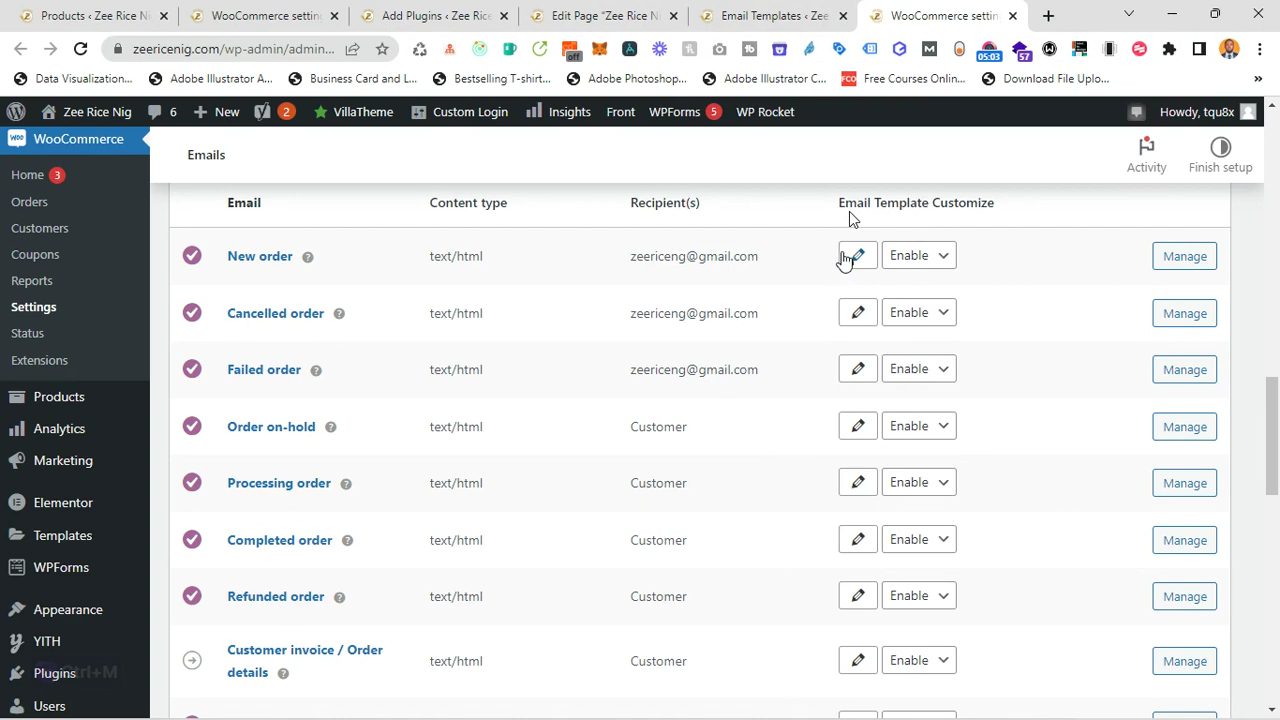 Products ‹ Zee Rice Ni
WooCommerce settin
Add Plugins ‹ Zee Rice
Edit Page "Zee Rice N
Email Templates ‹ Zee
WooCommerce settin
zeericenig.com/wp-admin/admin...
off
05:03
57
Data Visualization...
Adobe Illustrator A...
Business Card and L...
Bestselling T-shirt...
Adobe Photoshop...
Adobe Illustrator C...
FCO
Free Courses Onlin...
Download File Uplo...
Zee Rice Nig
6
New
2
VillaTheme
Custom Login
Insights
Front
WPForms 5
WP Rocket
Howdy, tqu8x
WooCommerce
Home 3
Orders
Customers
Coupons
Reports
Settings
Status
Extensions
Products
Analytics
Marketing
Elementor
Templates
WPForms
Appearance
YITH
Plugins
Ctrl+M
Users
Emails
Activity
Finish setup
Email Content type Recipient(s) Email Template Customize
New order text/html zeericeng@gmail.com Enable Manage
Cancelled order text/html zeericeng@gmail.com Enable Manage
Failed order text/html zeericeng@gmail.com Enable Manage
Order on-hold text/html Customer Enable Manage
Processing order text/html Customer Enable Manage
Completed order text/html Customer Enable Manage
Refunded order text/html Customer Enable Manage
Customer invoice / Order
details text/html Customer Enable Manage